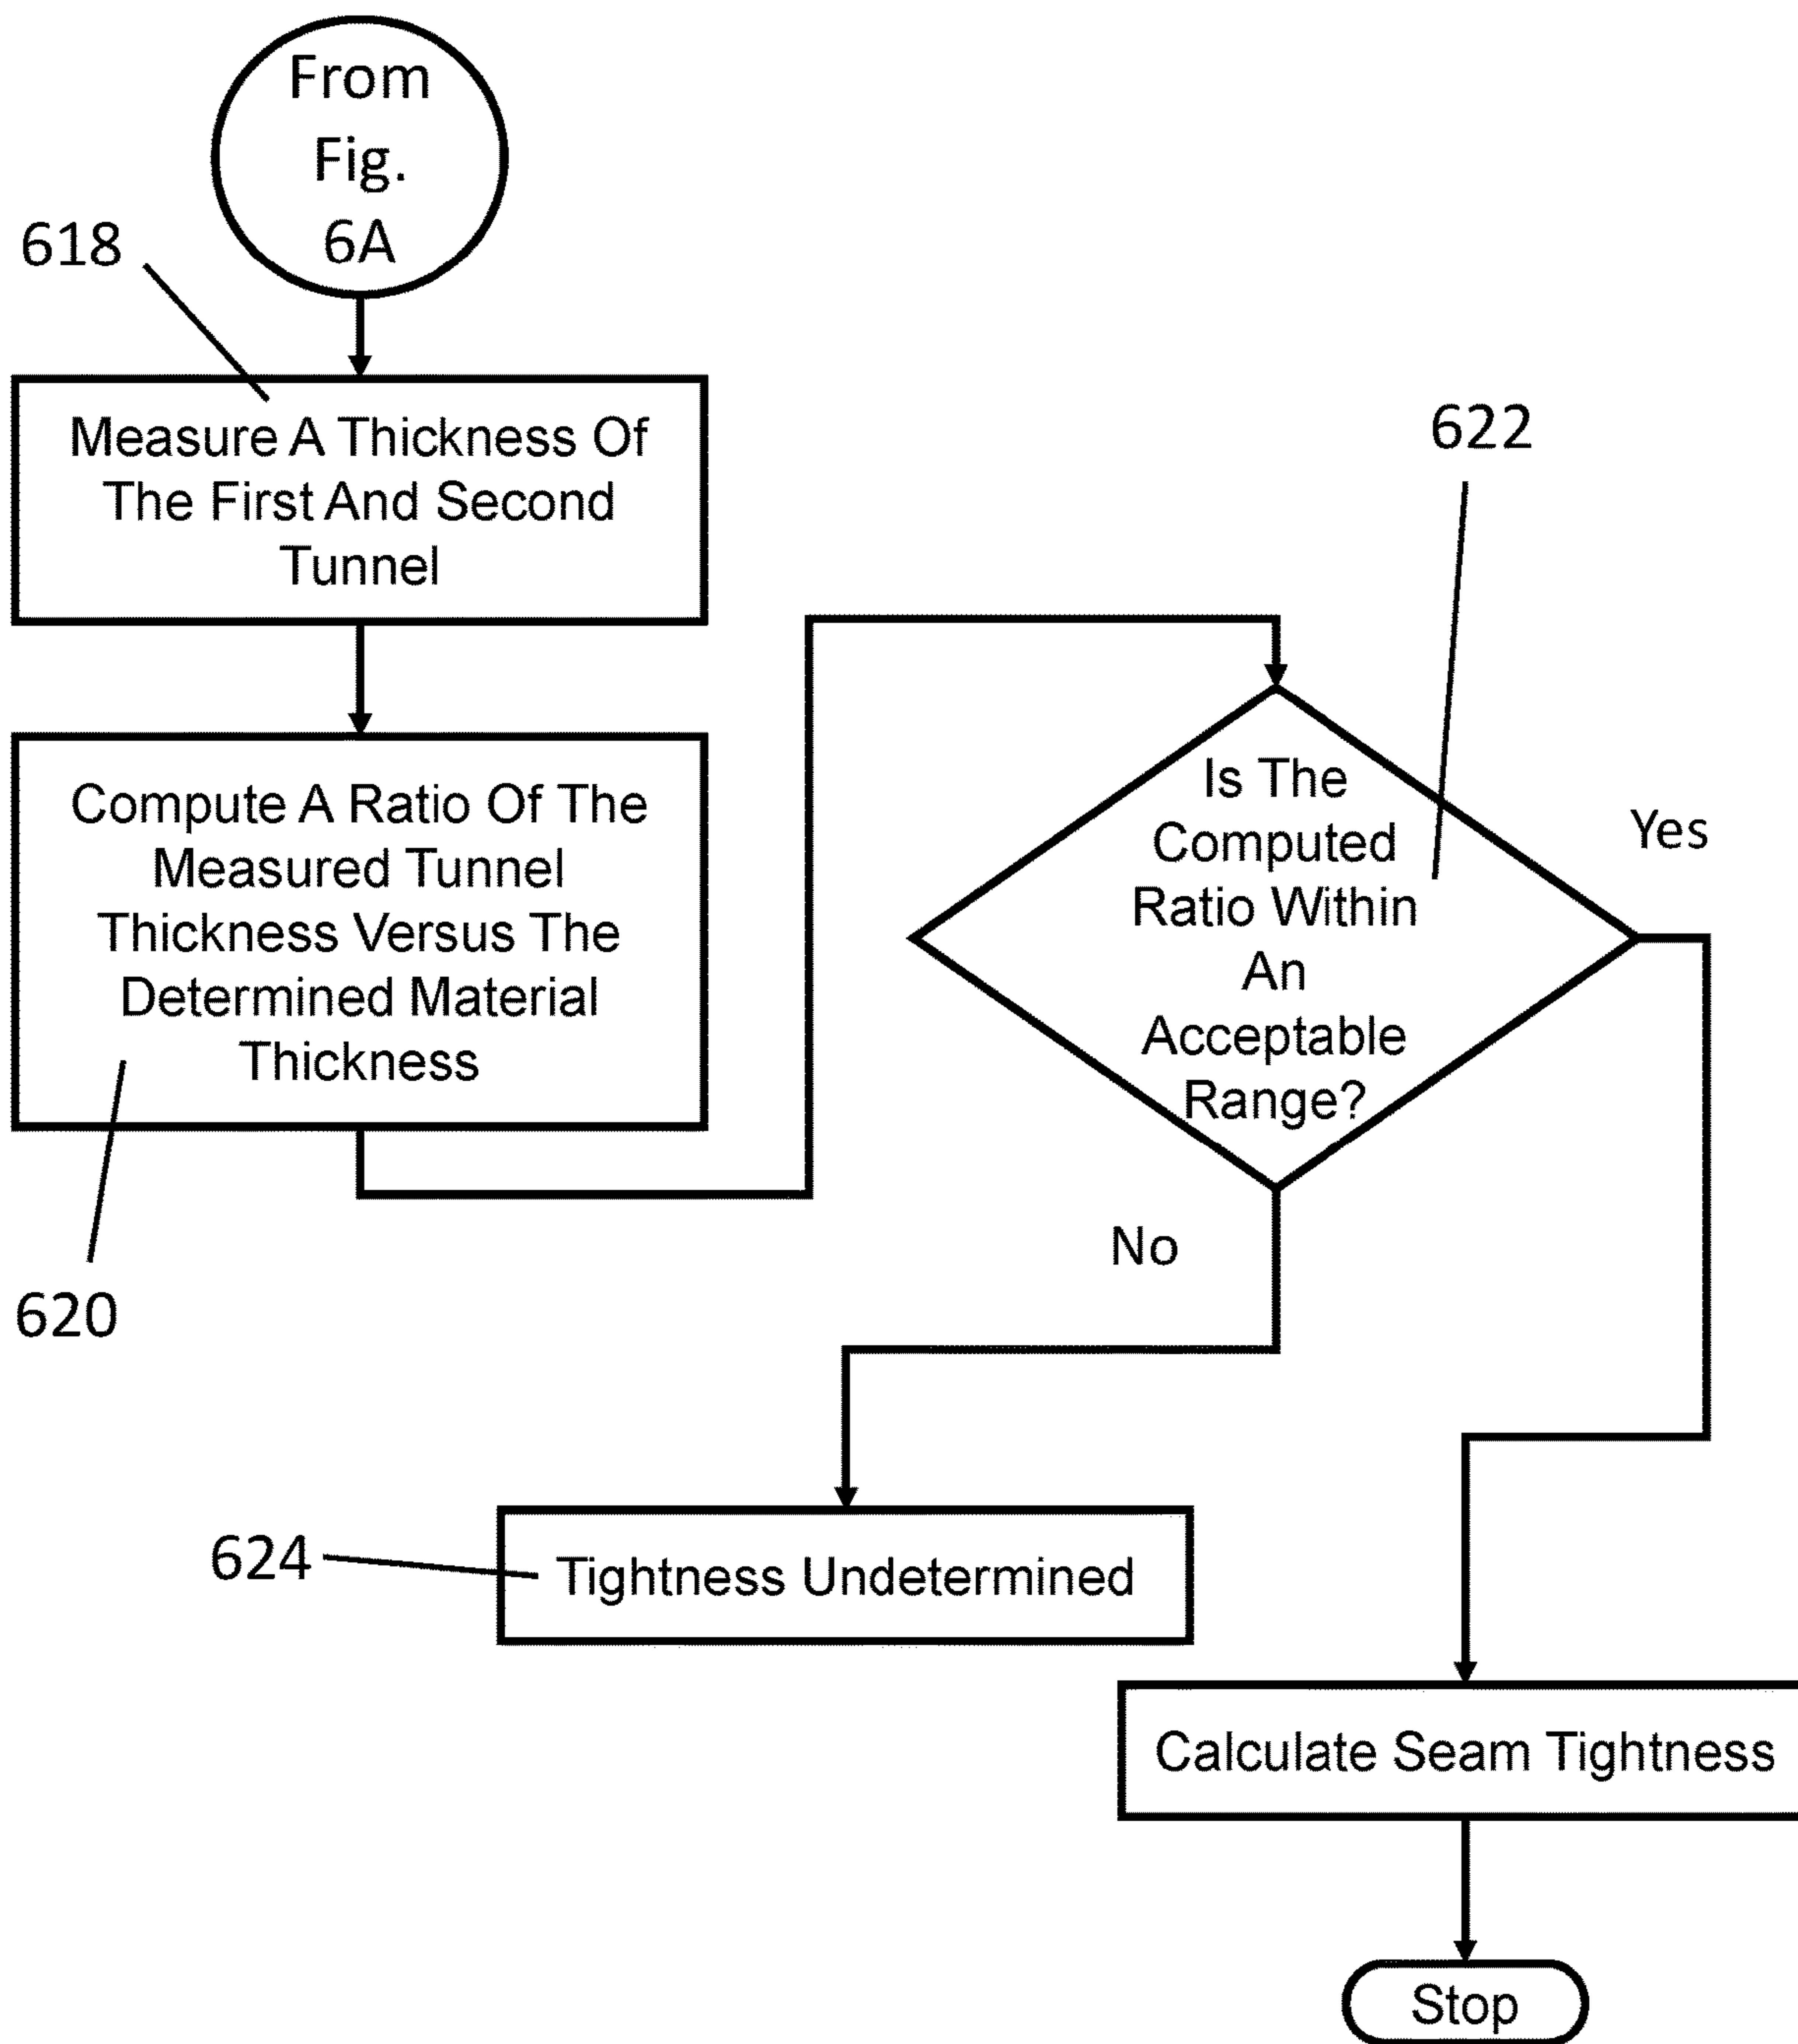 From
Fig.
6A
618
Measure A Thickness Of
The First And Second
Tunnel
622
Compute A Ratio Of The
Measured Tunnel
Thickness Versus The
Determined Material
Thickness
620
Is The
Computed
Ratio Within
An
Acceptable
Range?
Yes
No
624
Tightness Undetermined
Calculate Seam Tightness
Stop